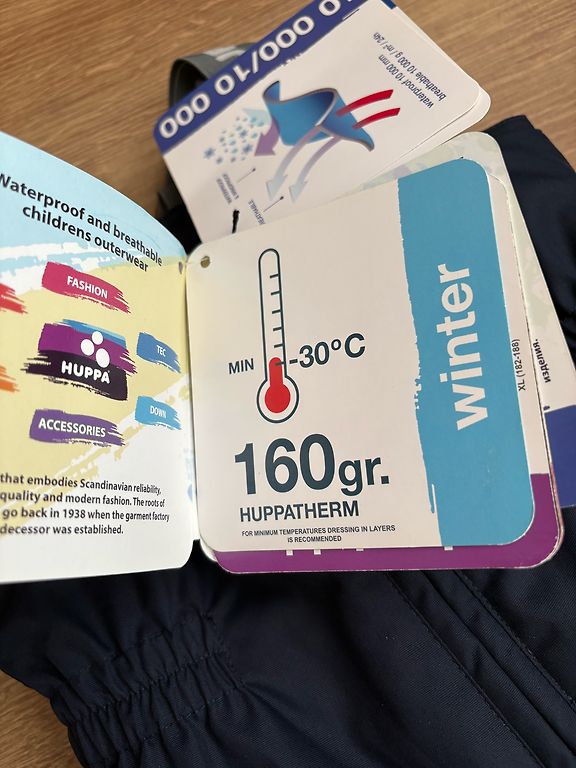 000/10 000
waterproof 10 000 mm
breathable 10 000 g/m²/24h
Waterproof and breathable
childrens outerwear
FASHION
HUPPA
TEC
ACCESSORIES
DOWN
that embodies Scandinavian reliability,
quality and modern fashion. The roots of
go back in 1938 when the garment factory
decessor was established.
MIN -30°C
160gr.
HUPPATHERM
FOR MINIMUM TEMPERATURES DRESSING IN LAYERS
IS RECOMMENDED
winter
XL (182-188)
изделия.